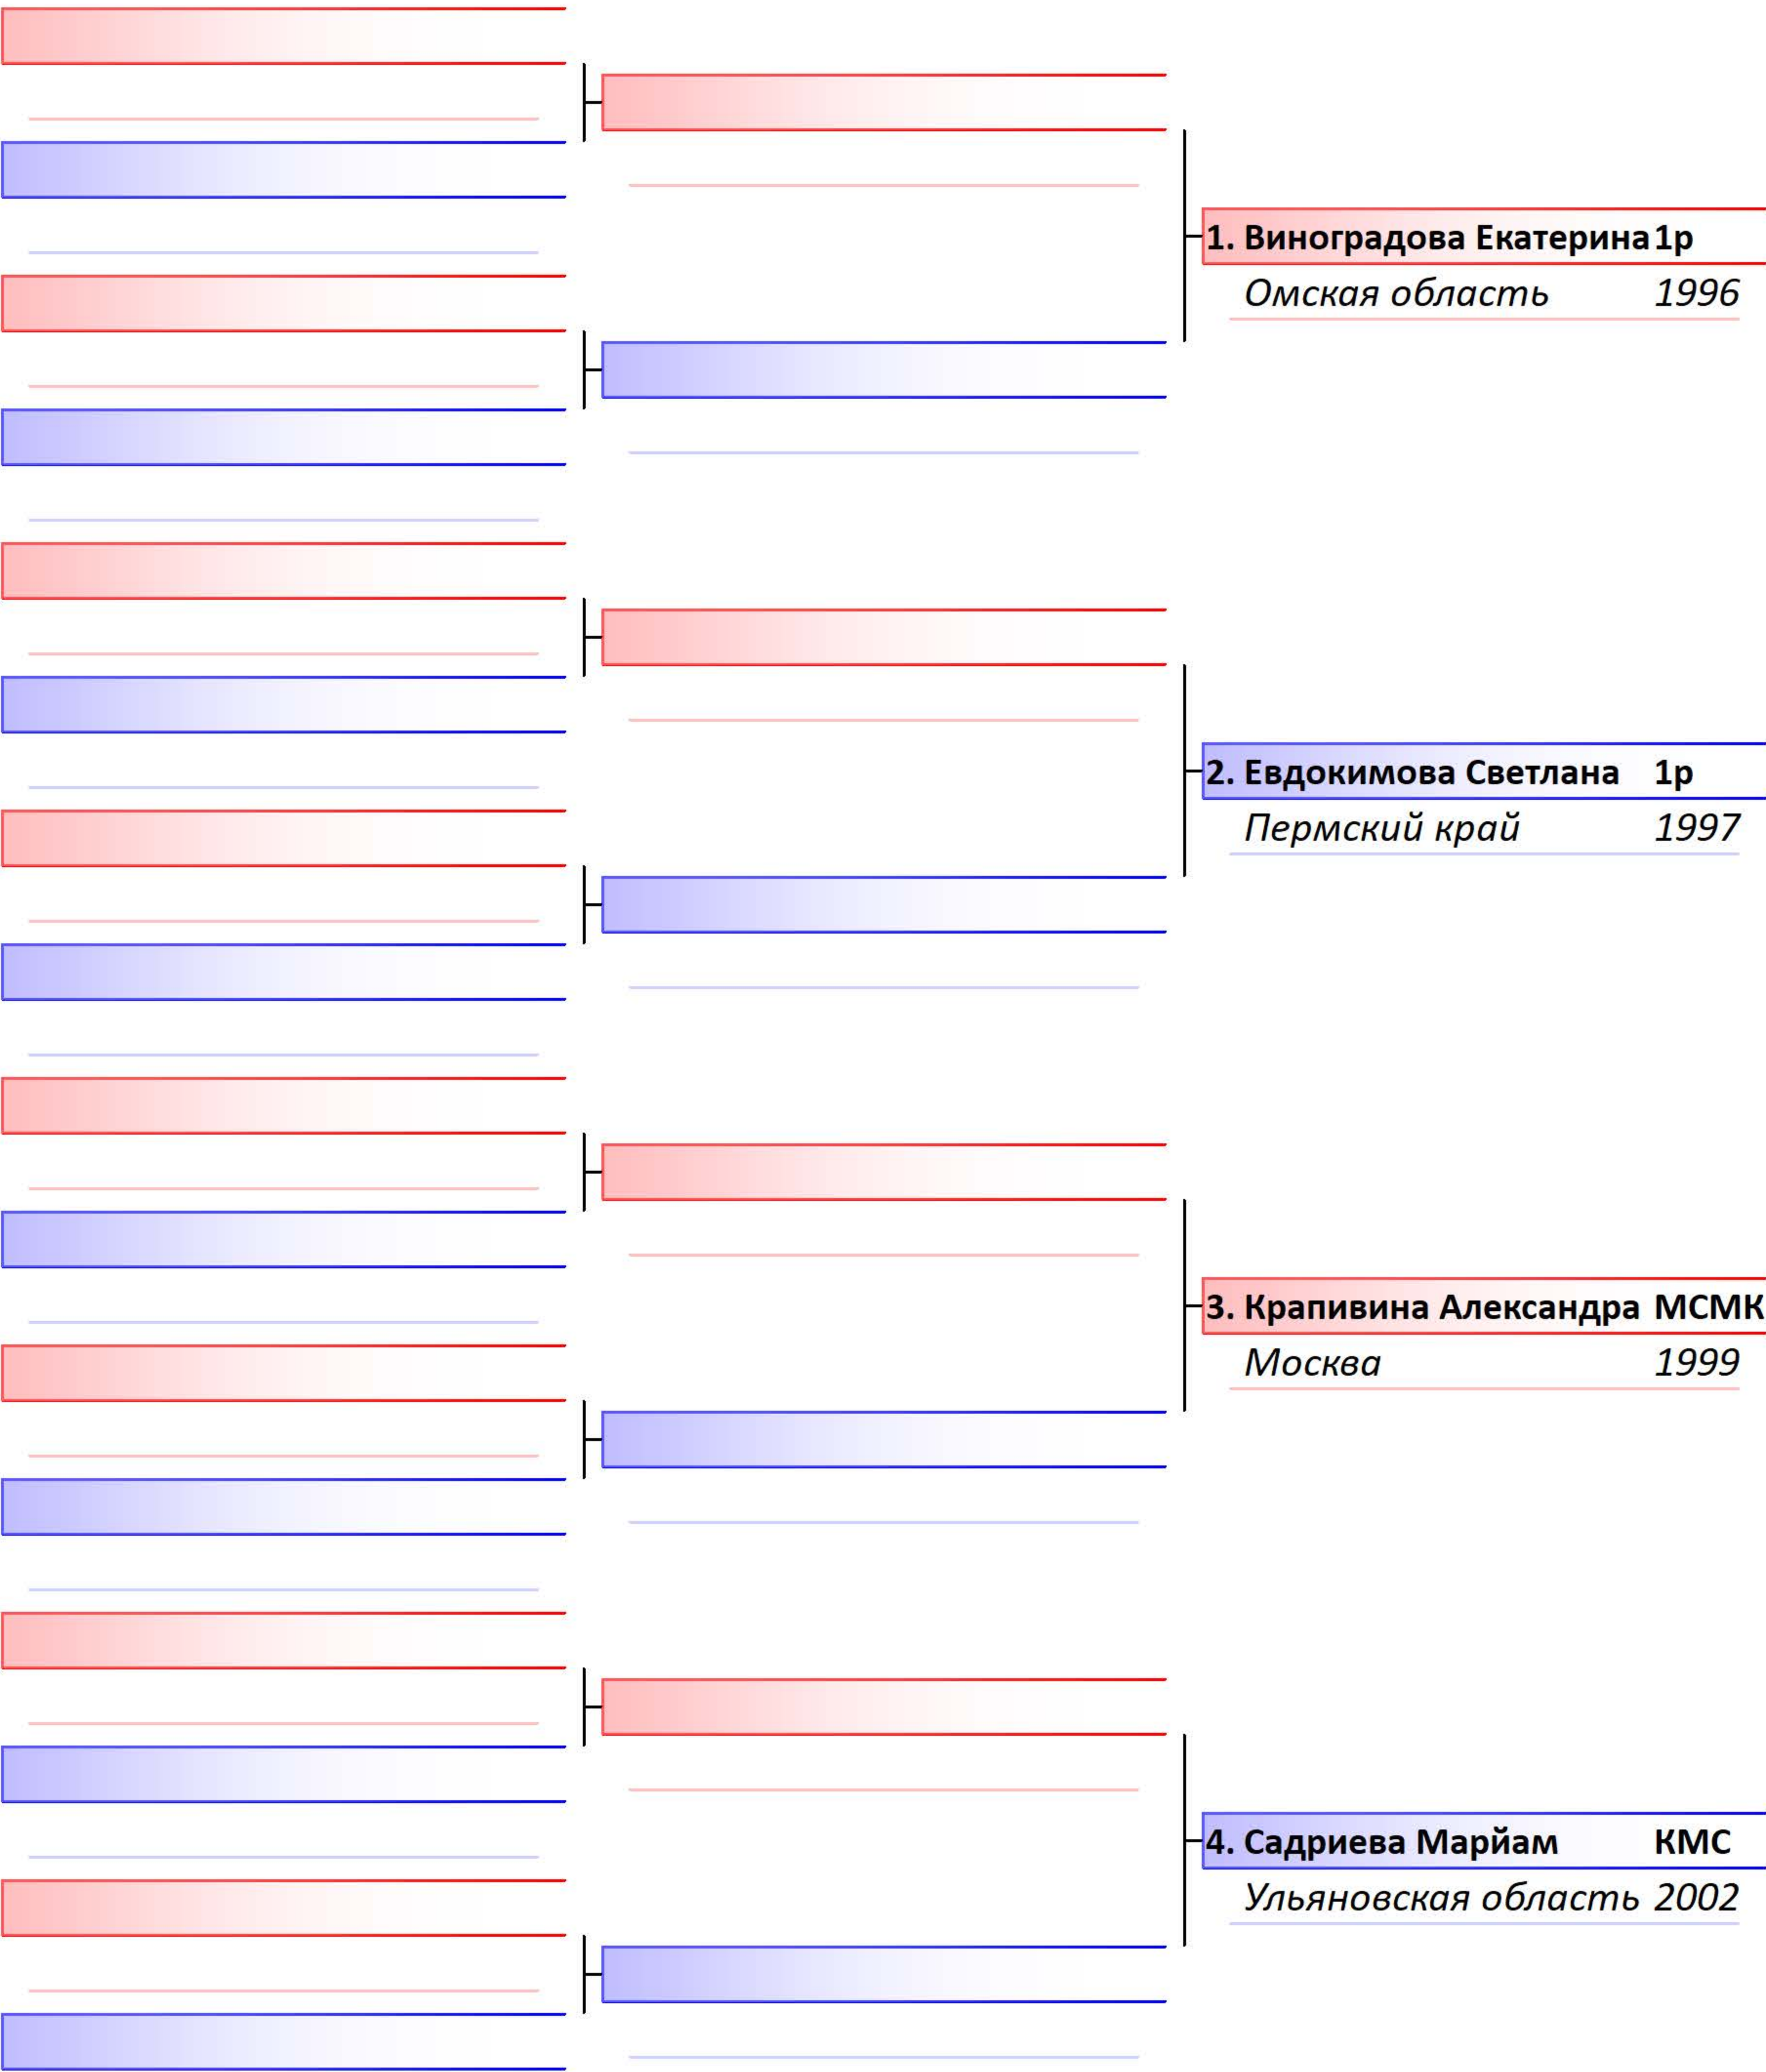 1. Виноградова Екатерина 1р
Омская область 1996
2. Евдокимова Светлана 1р
Пермский край 1997
3. Крапивина Александра МСМК
Москва 1999
4. Садриева Марйам КМС
Ульяновская область 2002